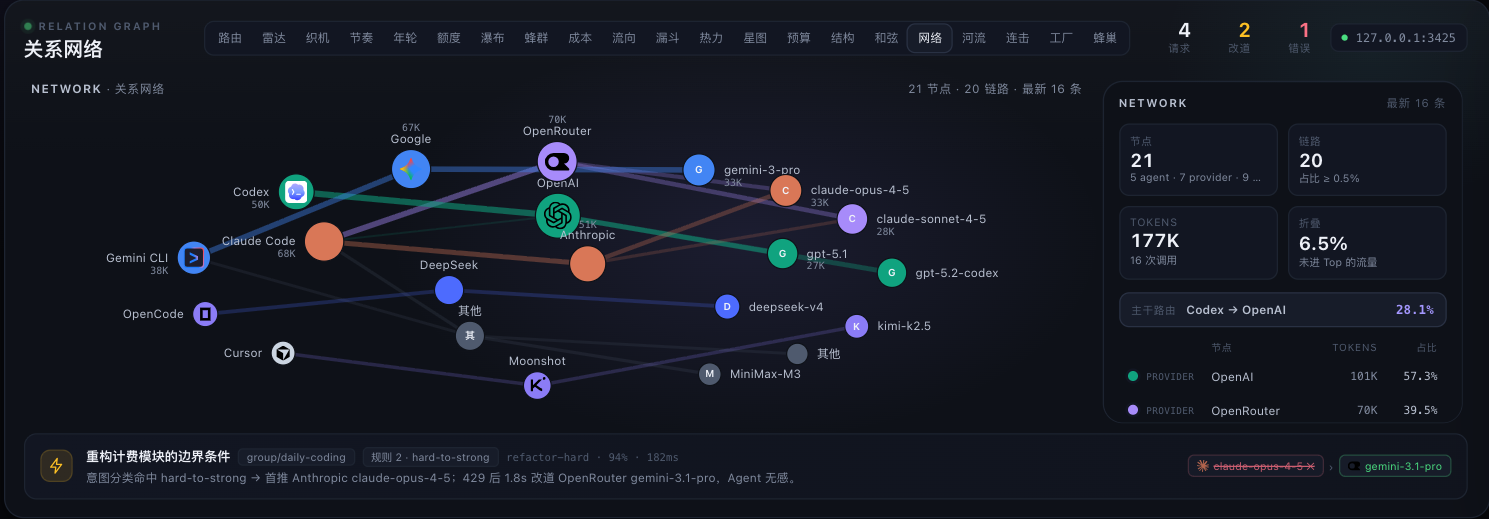 RELATION GRAPH
关系网络
路由 雷达 织机 节奏 年轮 额度 瀑布 蜂群 成本 流向 漏斗 热力 星图 预算 结构 和弦 网络 河流 连击 工厂 蜂巢
4 请求
2 改道
1 错误
127.0.0.1:3425
NETWORK · 关系网络
21 节点 · 20 链路 · 最新 16 条
67K
Google
70K
OpenRouter
Codex
50K
OpenAI
51K
Anthropic
Claude Code
68K
Gemini CLI
38K
DeepSeek
OpenCode
其他
其
Cursor
Moonshot
K
G
gemini-3-pro
33K
C
claude-opus-4-5
33K
C
claude-sonnet-4-5
28K
G
gpt-5.1
27K
G
gpt-5.2-codex
D
deepseek-v4
K
kimi-k2.5
其他
M
MiniMax-M3
NETWORK
最新 16 条
节点
21
5 agent · 7 provider · 9 …
链路
20
占比 ≥ 0.5%
TOKENS
177K
16 次调用
折叠
6.5%
未进 Top 的流量
主干路由 Codex → OpenAI 28.1%
节点 TOKENS 占比
PROVIDER OpenAI 101K 57.3%
PROVIDER OpenRouter 70K 39.5%
重构计费模块的边界条件 group/daily-coding 规则 2 · hard-to-strong refactor-hard · 94% · 182ms
意图分类命中 hard-to-strong → 首推 Anthropic claude-opus-4-5；429 后 1.8s 改道 OpenRouter gemini-3.1-pro，Agent 无感。
claude-opus-4-5 ✕ › gemini-3.1-pro